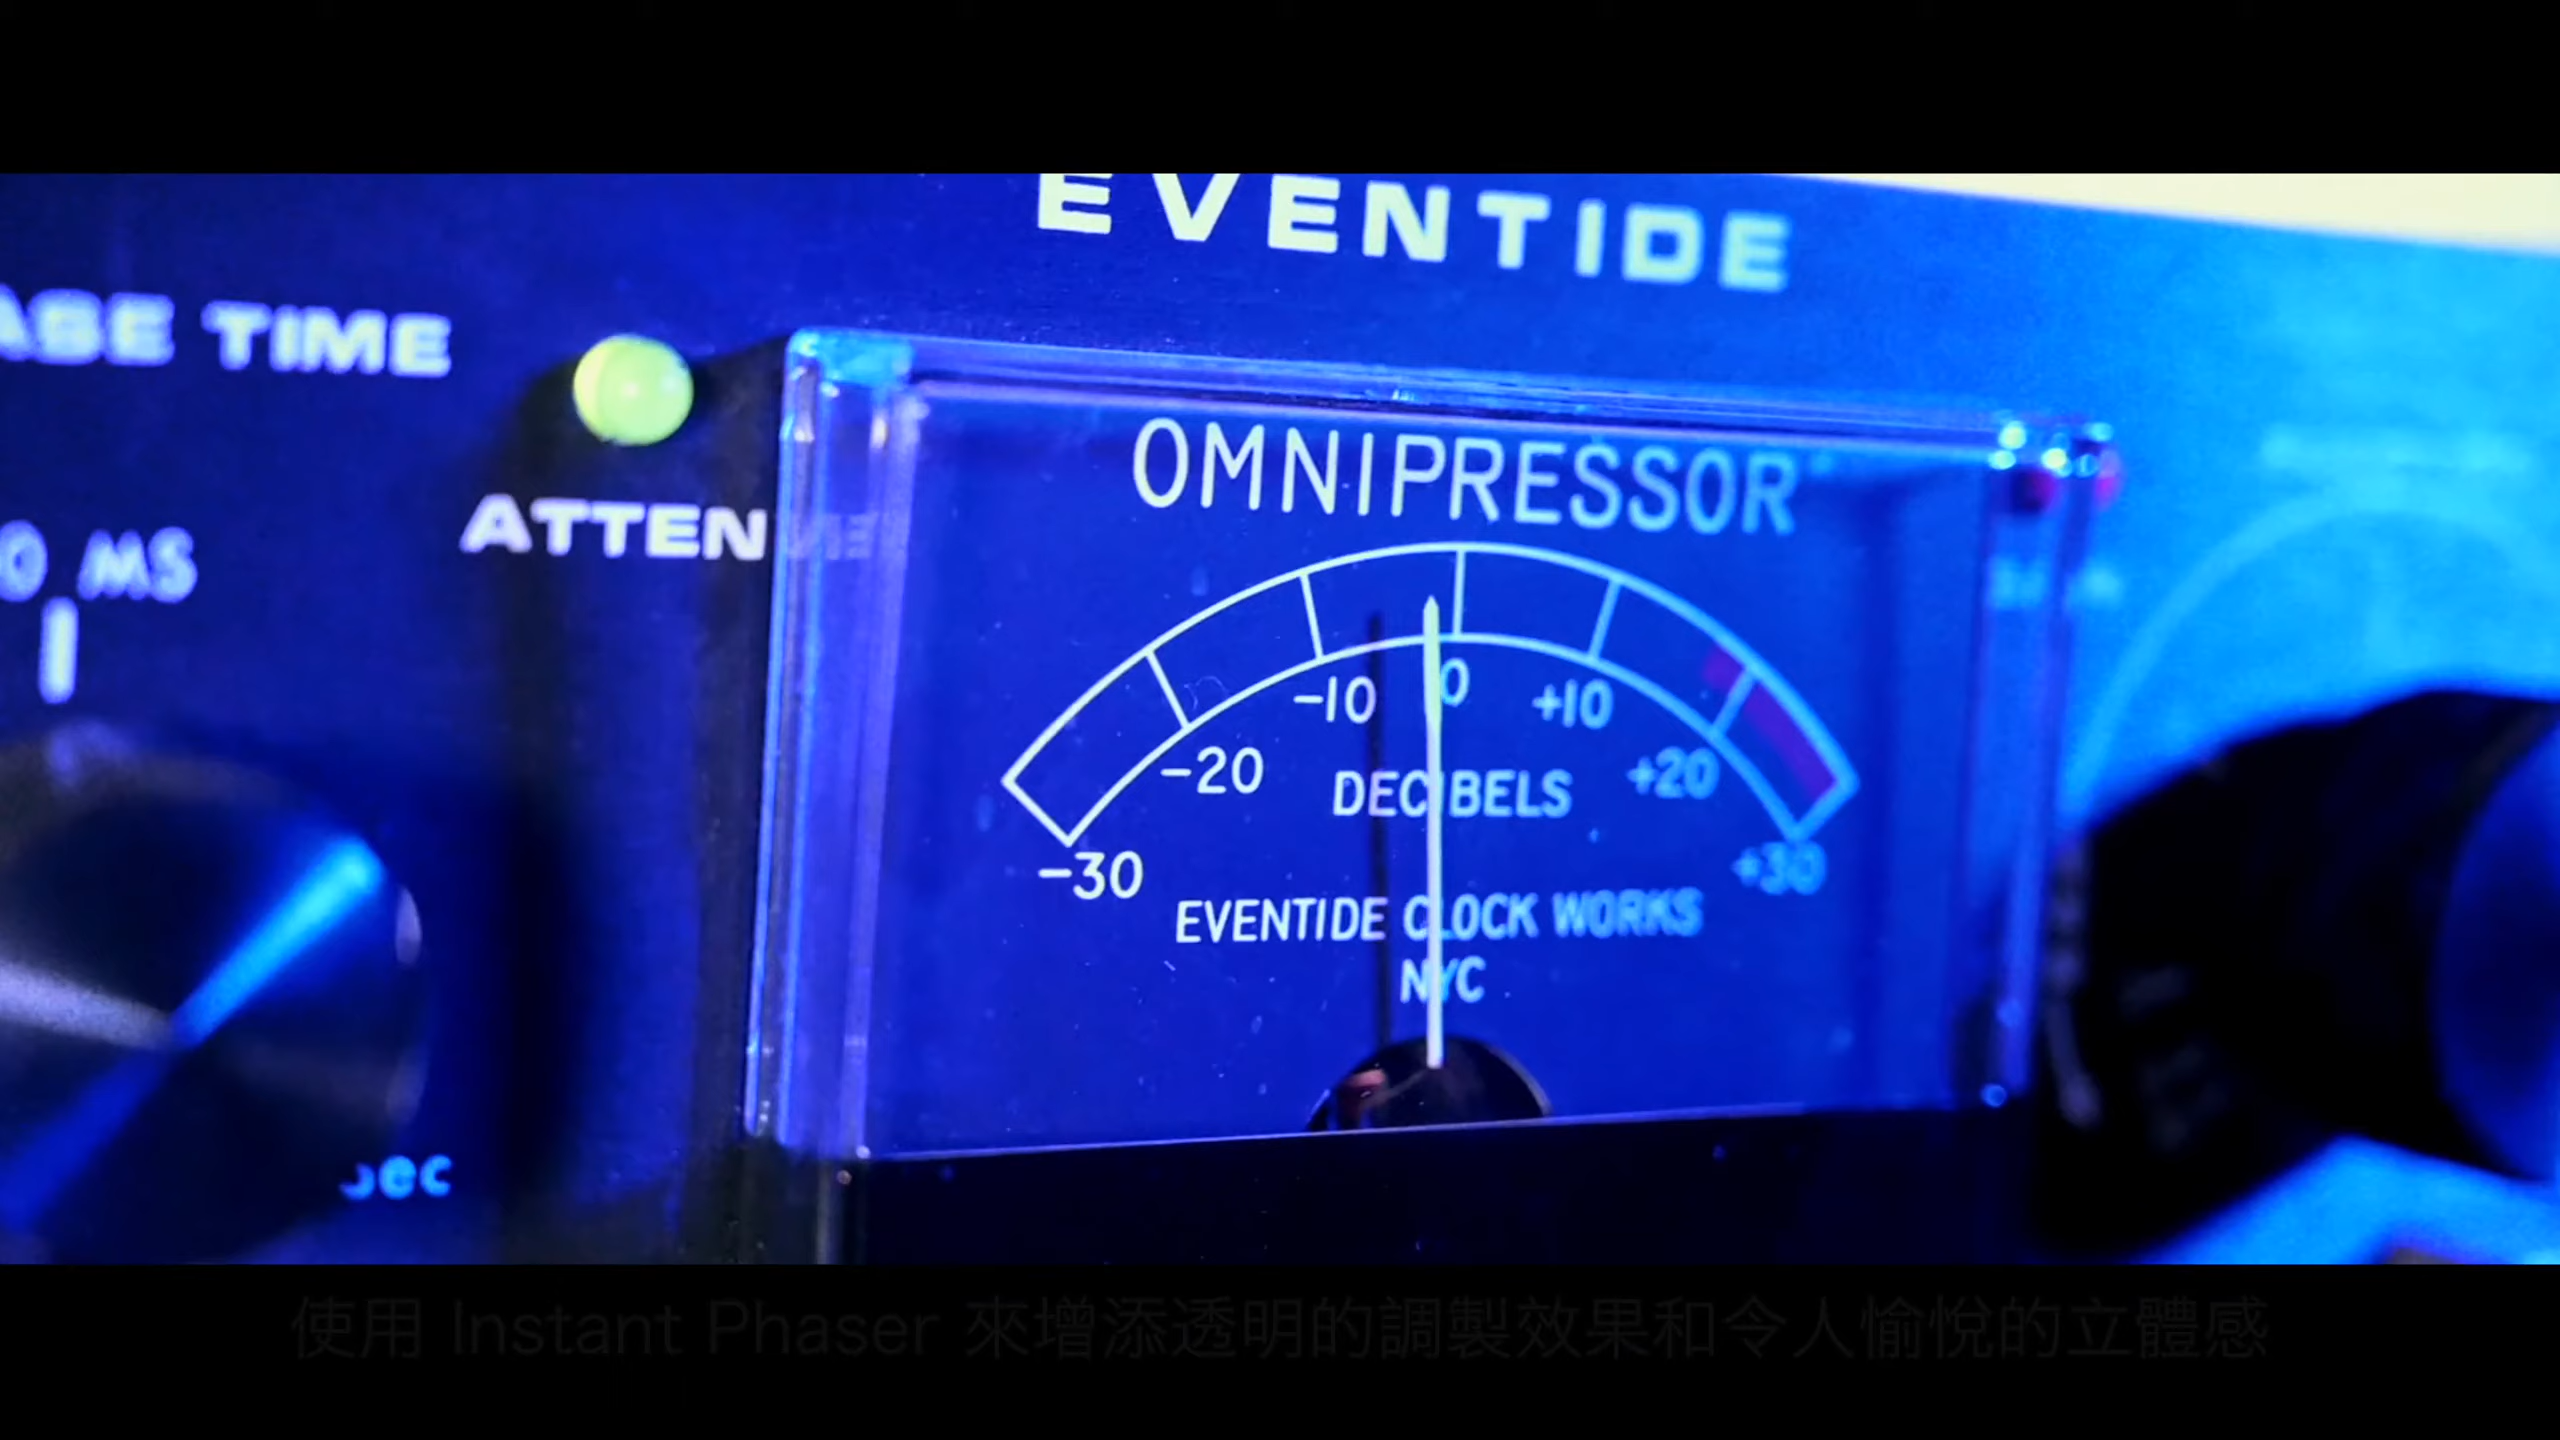 EVENTIDE
TIME
ATTEN
MS
OMNIPRESSOR
-30 -20 -10 0 +10 +20 +30
DECIBELS
EVENTIDE CLOCK WORKS
NYC
使用 Instant Phaser 來增添透明的調製效果和令人愉悅的立體感